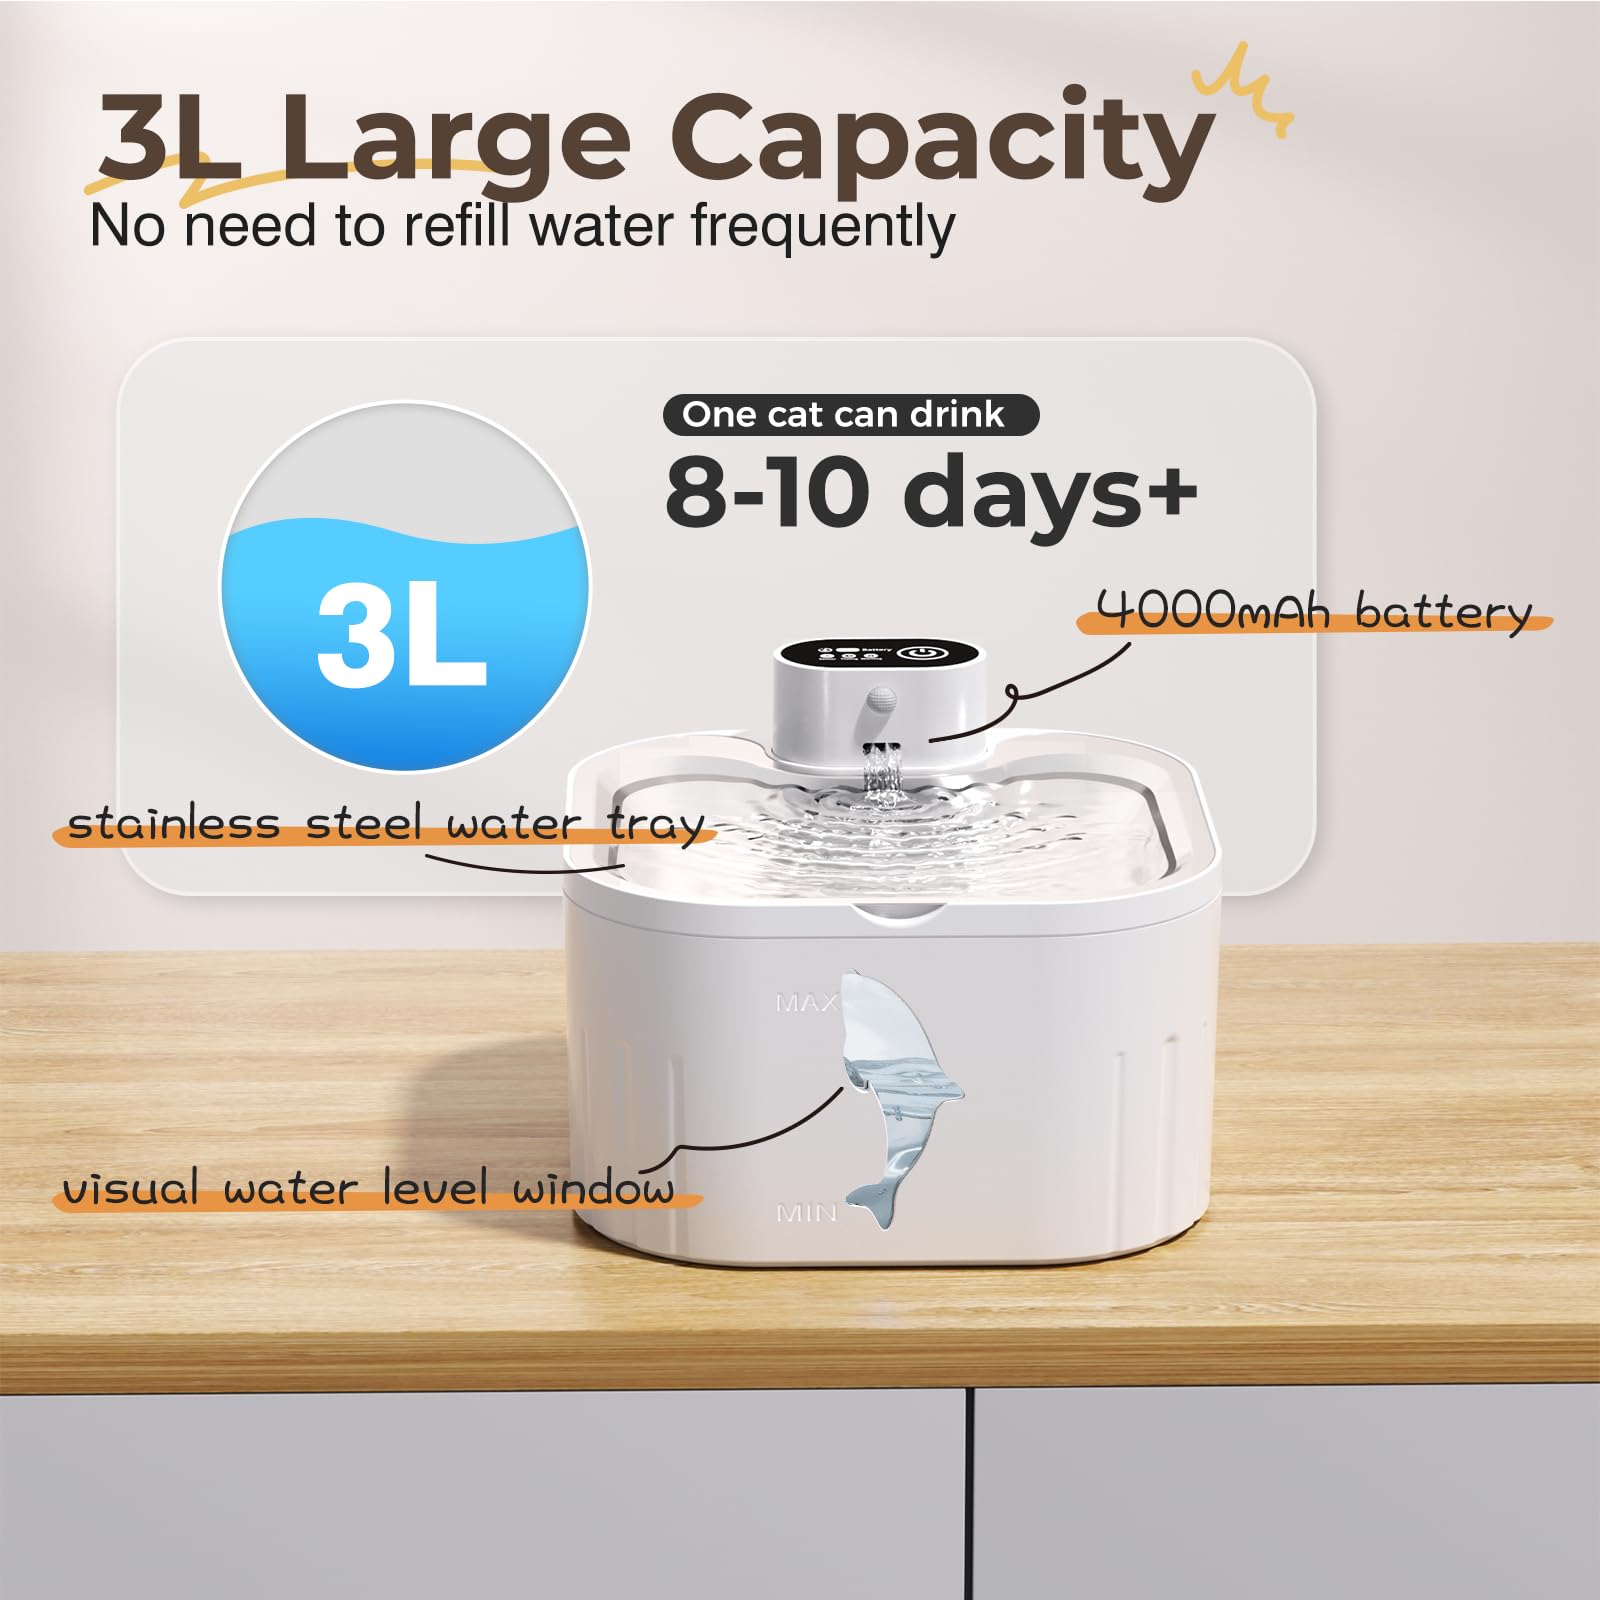 3L Large Capacity
No need to refill water frequently
One cat can drink
8-10 days+
3L
4000mAh battery
Battery
stainless steel water tray
MAX
visual water level window
MIN